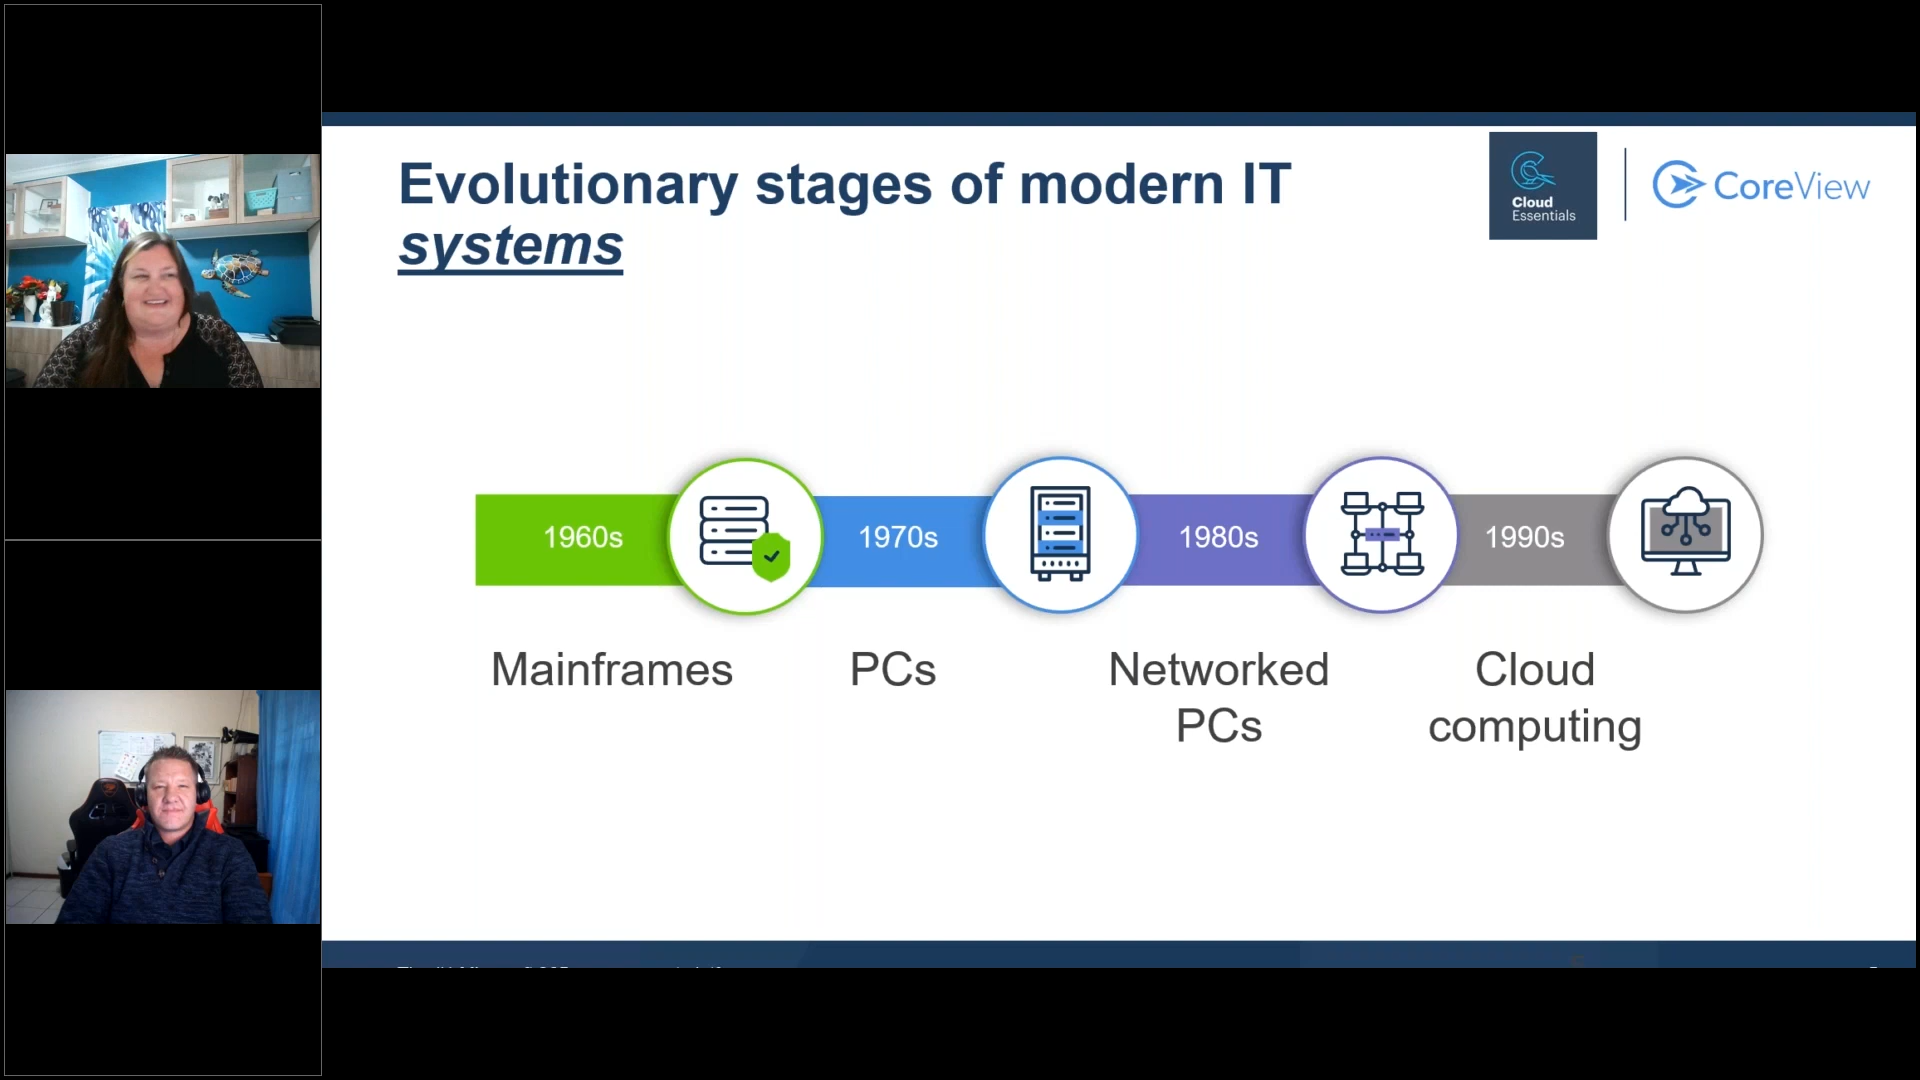 Evolutionary stages of modern IT
systems
Cloud
Essentials
CoreView
1960s
1970s
1980s
1990s
Mainframes
PCs
Networked
PCs
Cloud
computing